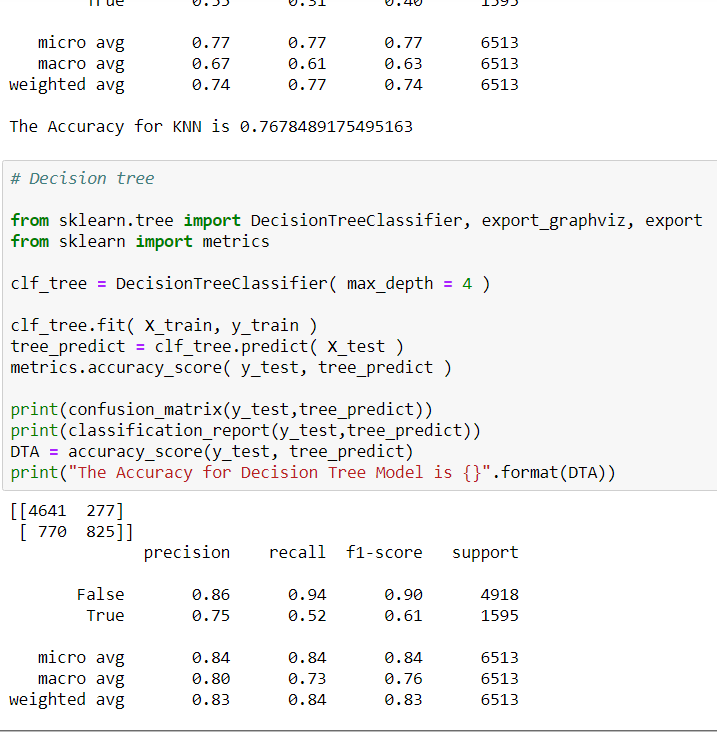 micro avg 0.77 0.77 0.77 6513
macro avg 0.67 0.61 0.63 6513
weighted avg 0.74 0.77 0.74 6513
The Accuracy for KNN is 0.7678489175495163
# Decision tree
from sklearn.tree import DecisionTreeClassifier, export_graphviz, export
from sklearn import metrics
clf_tree = DecisionTreeClassifier( max_depth = 4 )
clf_tree.fit( X_train, y_train )
tree_predict = clf_tree.predict( X_test )
metrics.accuracy_score( y_test, tree_predict )
print(confusion_matrix(y_test,tree_predict))
print(classification_report(y_test,tree_predict))
DTA = accuracy_score(y_test, tree_predict)
print("The Accuracy for Decision Tree Model is {}".format(DTA))
[[4641 277]
[ 770 825]]
precision recall f1-score support
False 0.86 0.94 0.90 4918
True 0.75 0.52 0.61 1595
micro avg 0.84 0.84 0.84 6513
macro avg 0.80 0.73 0.76 6513
weighted avg 0.83 0.84 0.83 6513